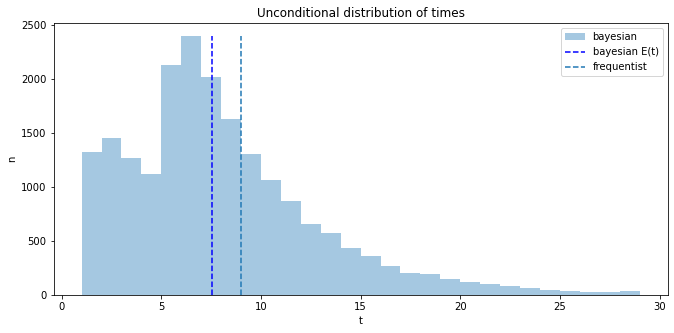 Unconditional distribution of times
bayesian
bayesian E(t)
frequentist
n
2500
2000
1500
1000
500
0
0
5
10
15
20
25
30
t